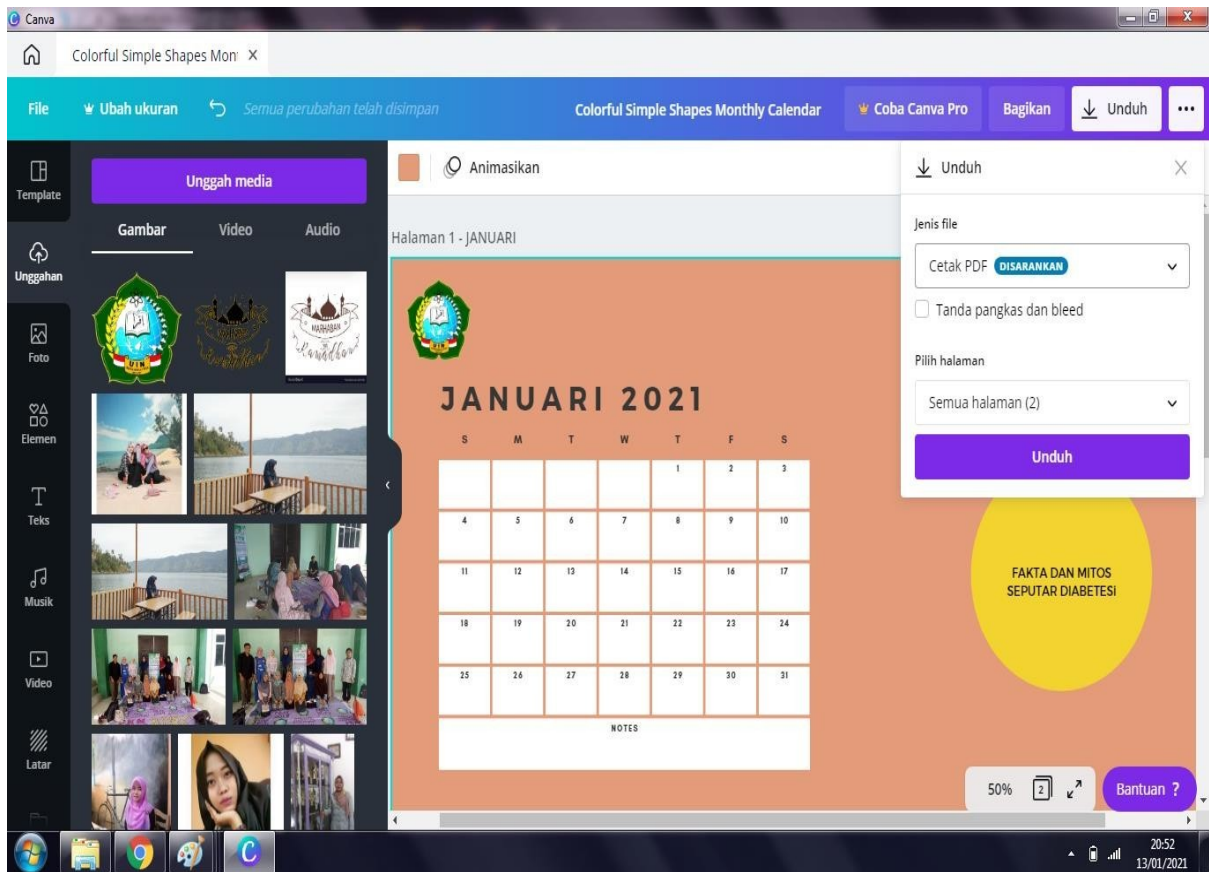 Canva
Colorful Simple Shapes Mon
File
Ubah ukuran
Semua perubahan telah disimpan
Colorful Simple Shapes Monthly Calendar
Coba Canva Pro
Bagikan
Unduh
Template
Unggahan
Foto
Elemen
Teks
Musik
Video
Latar
Unggah media
Gambar Video Audio
UIN
MARHABAN
Ramadhan
Animasikan
Halaman 1 - JANUARI
JANUARI 2021
S M T W T F S
1 2 3
4 5 6 7 8 9 10
11 12 13 14 15 16 17
18 19 20 21 22 23 24
25 26 27 28 29 30 31
NOTES
Unduh
Jenis file
Cetak PDF DISARANKAN
Tanda pangkas dan bleed
Pilih halaman
Semua halaman (2)
Unduh
FAKTA DAN MITOS
SEPUTAR DIABETESI
50% 2
Bantuan ?
20:52
13/01/2021